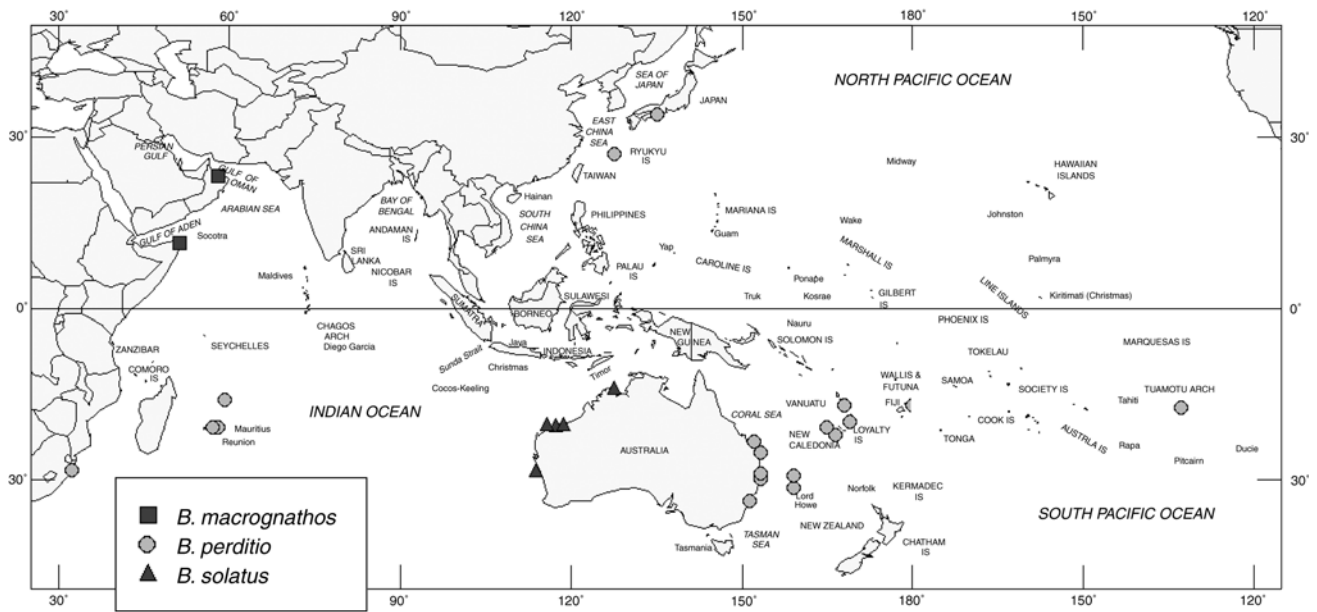 30° 60° 90° 120° 150° 180° 150° 120°
NORTH PACIFIC OCEAN
SEA OF
JAPAN
JAPAN
EAST
CHINA
SEA
30°
30°
PERSIAN
GULF
GULF OF
OMAN
RYUKYU
IS
TAIWAN
Midway
HAWAIIAN
ISLANDS
ARABIAN SEA
BAY OF
BENGAL
Hainan
GULF OF ADEN
Socotra
ANDAMAN
IS
SOUTH
CHINA
SEA
PHILIPPINES
MARIANA IS
Guam
Wake
Johnston
SRI
LANKA
NICOBAR
IS
Maldives
Yap
PALAU
IS
CAROLINE IS
MARSHALL IS
Ponape
Palmyra
SUMATRA
BORNEO
SULAWESI
Truk
Kosrae
GILBERT
IS
LINE ISLANDS
Kiritimati (Christmas)
0°
0°
CHAGOS
ARCH
Diego Garcia
SEYCHELLES
ZANZIBAR
COMORO
IS
Sunda Strait
Java
INDONESIA
Christmas
Cocos-Keeling
Timor
NEW
GUINEA
Nauru
SOLOMON IS
PHOENIX IS
TOKELAU
MARQUESAS IS
WALLIS &
FUTUNA
FIJI
SAMOA
SOCIETY IS
TUAMOTU ARCH
Tahiti
INDIAN OCEAN
Mauritius
Reunion
CORAL SEA
VANUATU
NEW
CALEDONIA
LOYALTY
IS
TONGA
COOK IS
AUSTRLA IS
Rapa
Pitcairn
Ducie
AUSTRALIA
30°
30°
Lord
Howe
Norfolk
KERMADEC
IS
SOUTH PACIFIC OCEAN
Tasmania
TASMAN
SEA
NEW ZEALAND
CHATHAM
IS
B. macrognathos
B. perditio
B. solatus
30° 60° 90° 120° 150° 180° 150° 120°